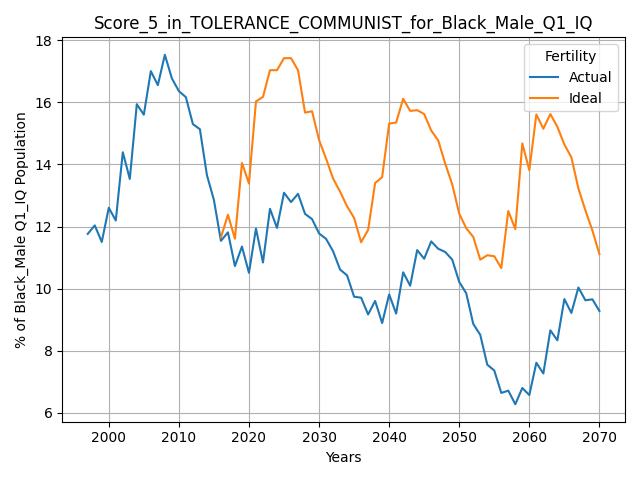 Score_5_in_TOLERANCE_COMMUNIST_for_Black_Male_Q1_IQ
Fertility
Actual
Ideal
% of Black_Male Q1_IQ Population
18
16
14
12
10
8
6
2000 2010 2020 2030 2040 2050 2060 2070
Years